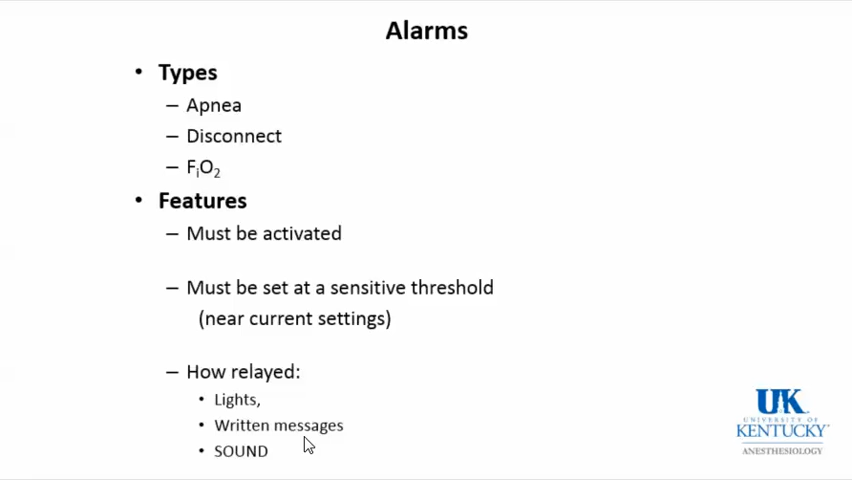 Alarms
• Types
– Apnea
– Disconnect
– FiO2
• Features
– Must be activated
– Must be set at a sensitive threshold
(near current settings)
– How relayed:
• Lights,
• Written messages
• SOUND
UK
UNIVERSITY OF
KENTUCKY
ANESTHESIOLOGY